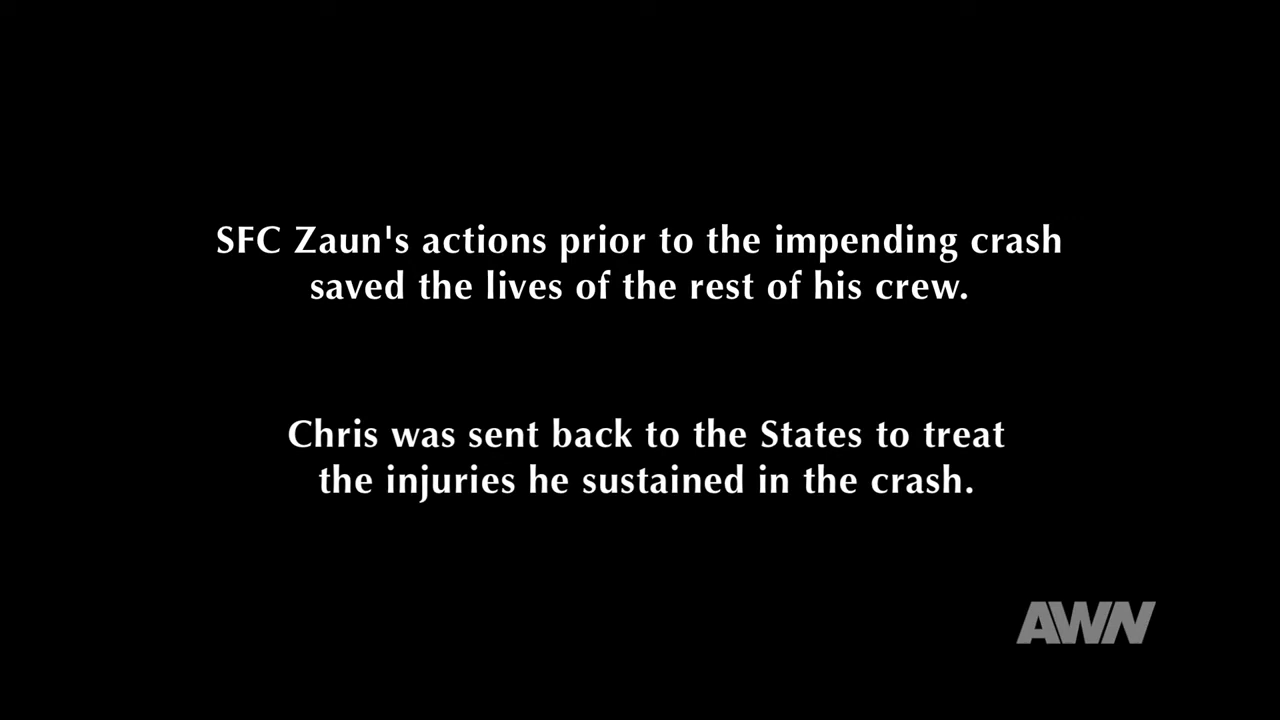 SFC Zaun's actions prior to the impending crash
saved the lives of the rest of his crew.
Chris was sent back to the States to treat
the injuries he sustained in the crash.
AWN